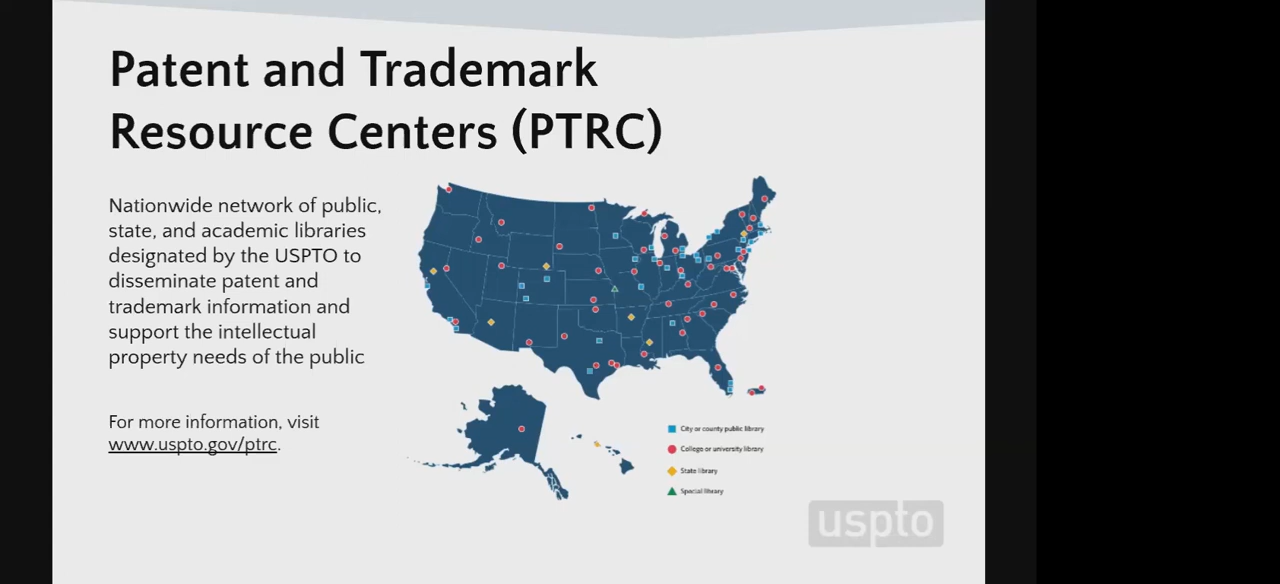 Patent and Trademark
Resource Centers (PTRC)
Nationwide network of public,
state, and academic libraries
designated by the USPTO to
disseminate patent and
trademark information and
support the intellectual
property needs of the public
For more information, visit
www.uspto.gov/ptrc.
City or county public library
College or university library
State library
Special library
uspto